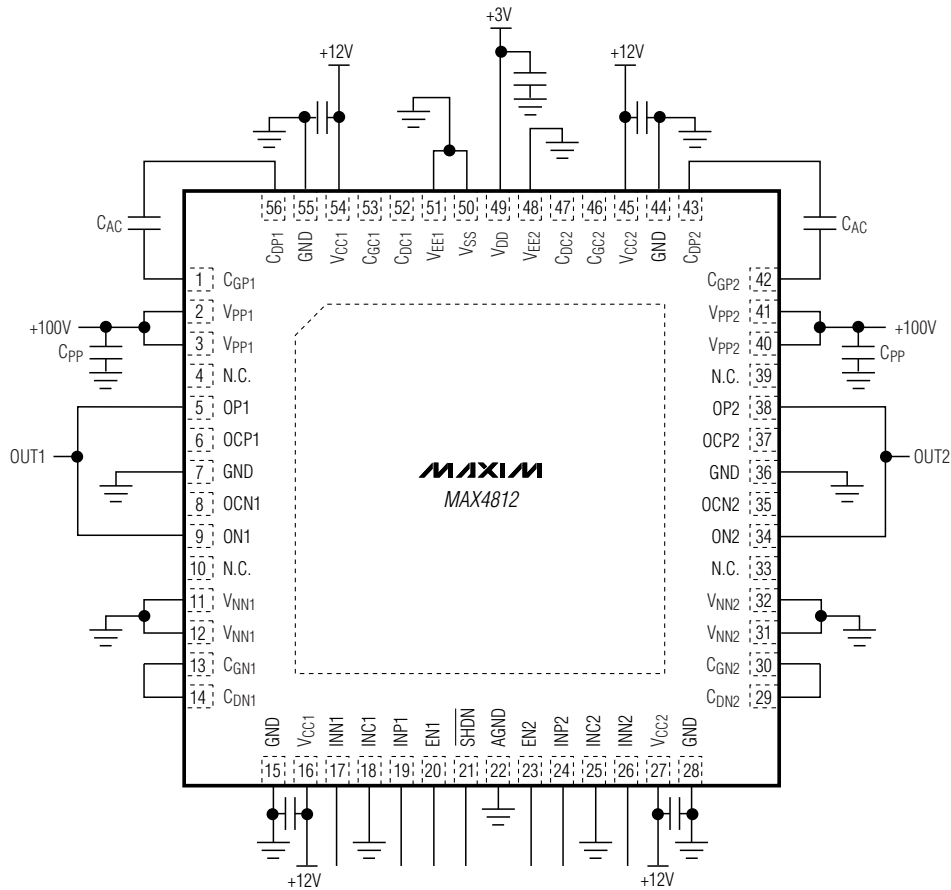 +3V
+12V
+12V
56 55 54 53 52 51 50 49 48 47 46 45 44 43
CDP1 GND VCC1 CGC1 CDC1 VEE1 VSS VDD VEE2 CDC2 CGC2 VCC2 GND CDP2
CAC
CAC
1 CGP1
CGP2 42
2 VPP1
VPP2 41
+100V
+100V
3 VPP1
VPP2 40
CPP
CPP
4 N.C.
N.C. 39
5 OP1
OP2 38
6 OCP1
OCP2 37
OUT1
OUT2
7 GND
GND 36
MAXIM
MAX4812
8 OCN1
OCN2 35
9 ON1
ON2 34
10 N.C.
N.C. 33
11 VNN1
VNN2 32
12 VNN1
VNN2 31
13 CGN1
CGN2 30
14 CDN1
CDN2 29
GND VCC1 INN1 INC1 INP1 EN1 SHDN AGND EN2 INP2 INC2 INN2 VCC2 GND
15 16 17 18 19 20 21 22 23 24 25 26 27 28
+12V
+12V